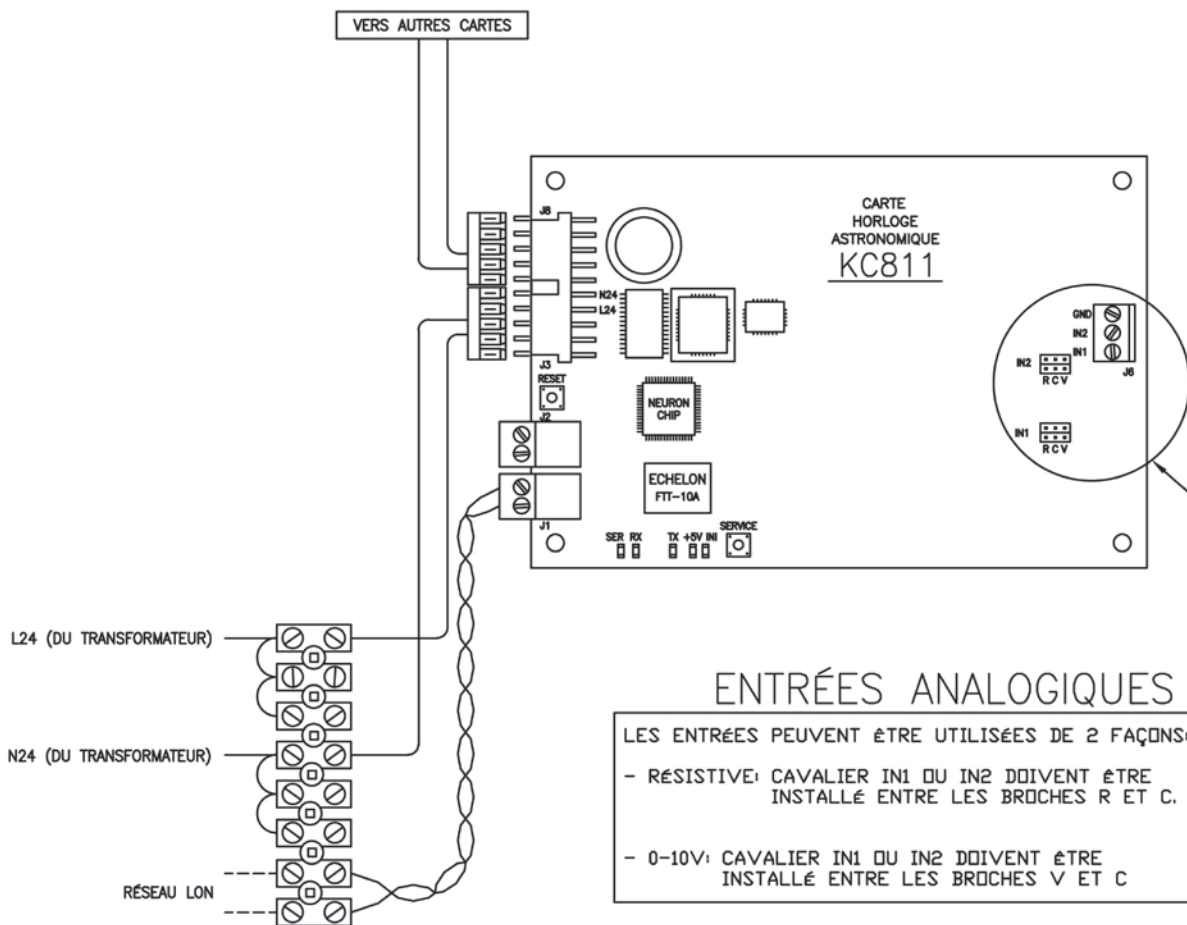 VERS AUTRES CARTES
J8
CARTE
HORLOGE
ASTRONOMIQUE
KC811
N24
L24
GND
IN2
IN1
J6
IN2
R C V
IN1
R C V
J3
RESET
J2
NEURON
CHIP
ECHELON
FTT-10A
J1
SER RX TX +5V INI SERVICE
L24 (DU TRANSFORMATEUR)
N24 (DU TRANSFORMATEUR)
RÉSEAU LON
ENTRÉES ANALOGIQUES
LES ENTRÉES PEUVENT ÊTRE UTILISÉES DE 2 FAÇONS:
- RÉSISTIVE: CAVALIER IN1 OU IN2 DOIVENT ÊTRE
INSTALLÉ ENTRE LES BROCHES R ET C.
- 0-10V: CAVALIER IN1 OU IN2 DOIVENT ÊTRE
INSTALLÉ ENTRE LES BROCHES V ET C